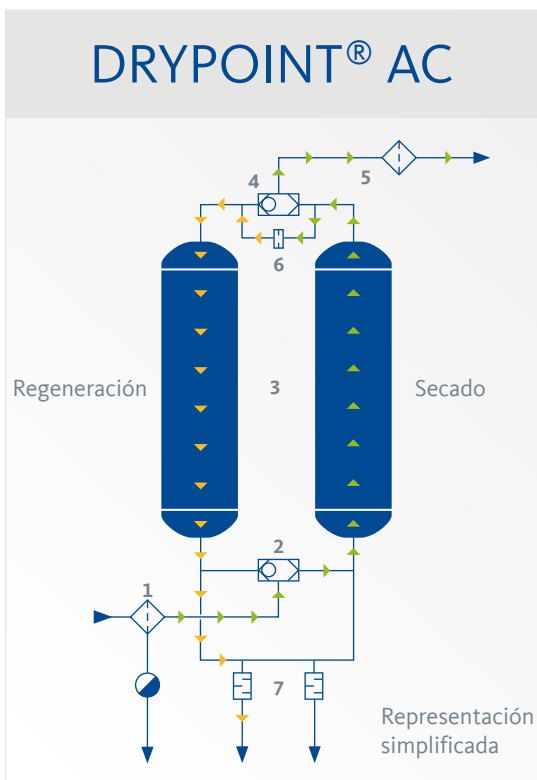 DRYPOINT® AC
4
5
6
Regeneración
3
Secado
2
1
7
Representación
simplificada